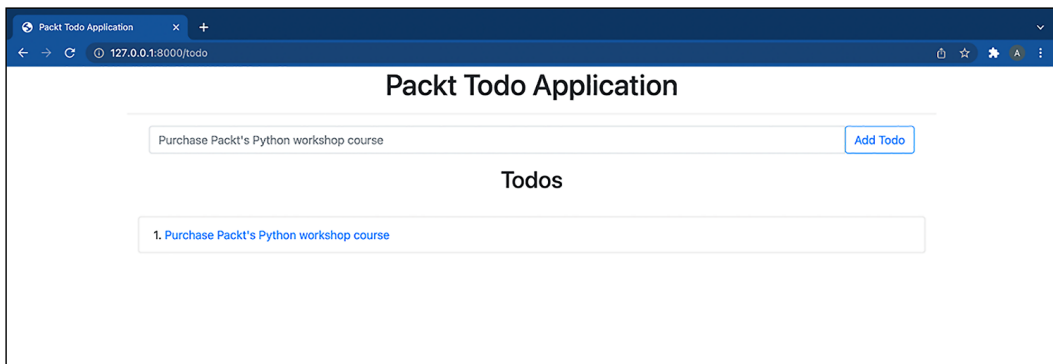 Packt Todo Application
127.0.0.1:8000/todo
A
Packt Todo Application
Purchase Packt's Python workshop course
Add Todo
Todos
1. Purchase Packt's Python workshop course